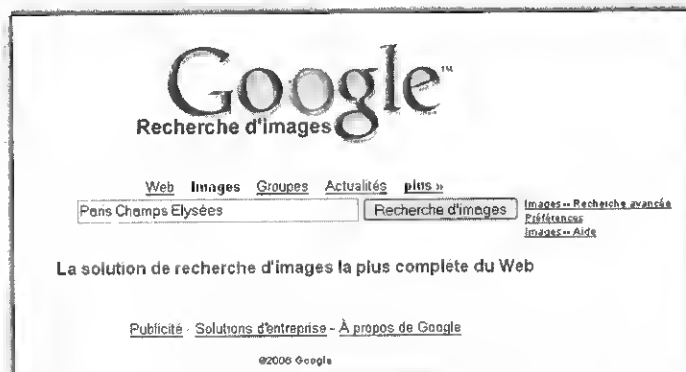 Google™
Recherche d'images
Web Images Groupes Actualités plus »
Paris Champs Elysées Recherche d'images
Images -- Recherche avancée
Préférences
Images -- Aide
La solution de recherche d'images la plus complète du Web
Publicité - Solutions d'entreprise - À propos de Google
©2006 Google